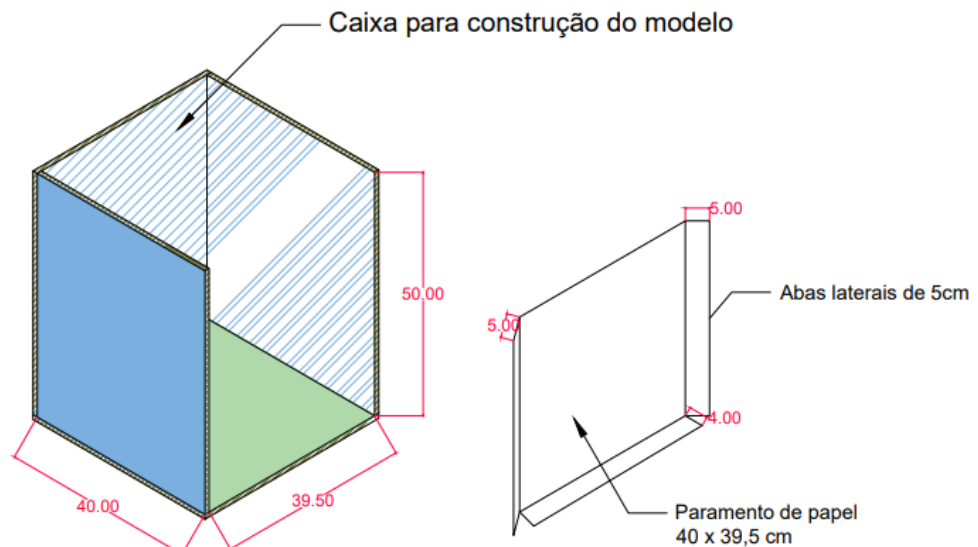 Caixa para construção do modelo
5.00
50.00
Abas laterais de 5cm
5.00
4.00
40.00
39.50
Paramento de papel
40 x 39,5 cm